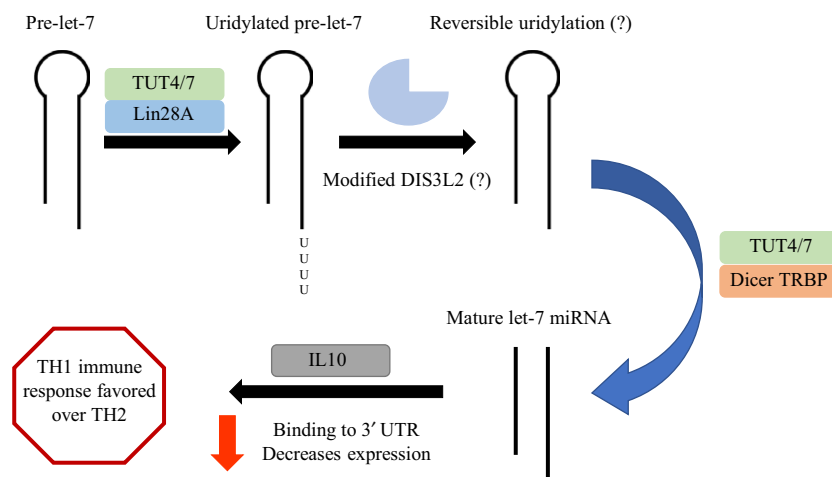 Pre-let-7
Uridylated pre-let-7
Reversible uridylation (?)
TUT4/7
Lin28A
Modified DIS3L2 (?)
U
U
U
U
TUT4/7
Dicer TRBP
Mature let-7 miRNA
IL10
Binding to 3′ UTR
Decreases expression
TH1 immune
response favored
over TH2